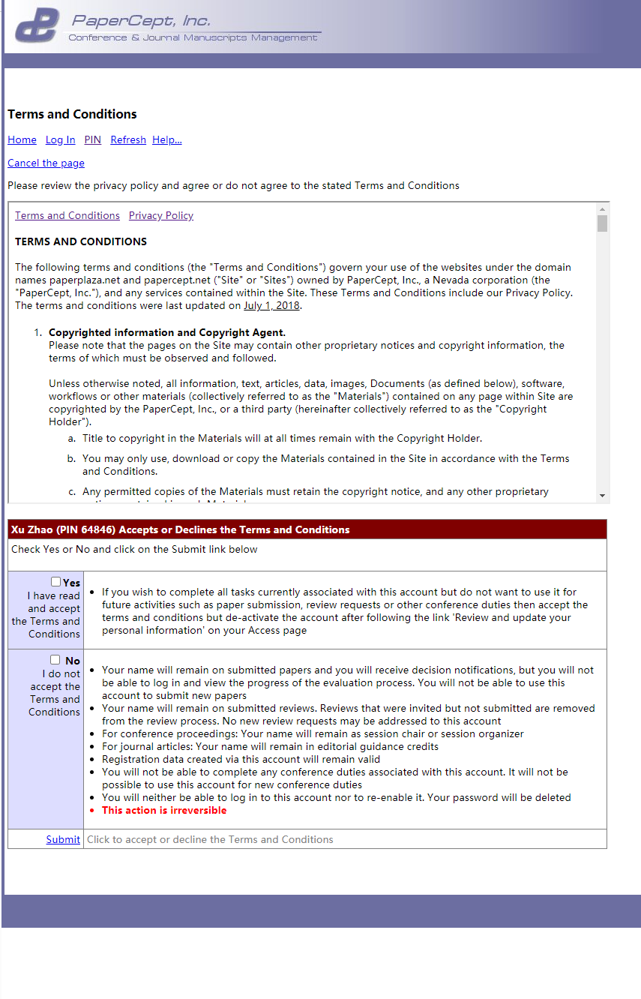 PaperCept, Inc.
Conference & Journal Manuscripts Management
Terms and Conditions
Home Log In PIN Refresh Help...
Cancel the page
Please review the privacy policy and agree or do not agree to the stated Terms and Conditions
Terms and Conditions Privacy Policy
TERMS AND CONDITIONS
The following terms and conditions (the "Terms and Conditions") govern your use of the websites under the domain
names paperplaza.net and papercept.net ("Site" or "Sites") owned by PaperCept, Inc., a Nevada corporation (the
"PaperCept, Inc."), and any services contained within the Site. These Terms and Conditions include our Privacy Policy.
The terms and conditions were last updated on July 1, 2018.
1. Copyrighted information and Copyright Agent.
Please note that the pages on the Site may contain other proprietary notices and copyright information, the
terms of which must be observed and followed.
Unless otherwise noted, all information, text, articles, data, images, Documents (as defined below), software,
workflows or other materials (collectively referred to as the "Materials") contained on any page within Site are
copyrighted by the PaperCept, Inc., or a third party (hereinafter collectively referred to as the "Copyright
Holder").
a. Title to copyright in the Materials will at all times remain with the Copyright Holder.
b. You may only use, download or copy the Materials contained in the Site in accordance with the Terms
and Conditions.
c. Any permitted copies of the Materials must retain the copyright notice, and any other proprietary
Xu Zhao (PIN 64846) Accepts or Declines the Terms and Conditions
Check Yes or No and click on the Submit link below
Yes
I have read
and accept
the Terms and
Conditions
• If you wish to complete all tasks currently associated with this account but do not want to use it for
future activities such as paper submission, review requests or other conference duties then accept the
terms and conditions but de-activate the account after following the link 'Review and update your
personal information' on your Access page
No
I do not
accept the
Terms and
Conditions
• Your name will remain on submitted papers and you will receive decision notifications, but you will not
be able to log in and view the progress of the evaluation process. You will not be able to use this
account to submit new papers
• Your name will remain on submitted reviews. Reviews that were invited but not submitted are removed
from the review process. No new review requests may be addressed to this account
• For conference proceedings: Your name will remain as session chair or session organizer
• For journal articles: Your name will remain in editorial guidance credits
• Registration data created via this account will remain valid
• You will not be able to complete any conference duties associated with this account. It will not be
possible to use this account for new conference duties
• You will neither be able to log in to this account nor to re-enable it. Your password will be deleted
• This action is irreversible
Submit Click to accept or decline the Terms and Conditions